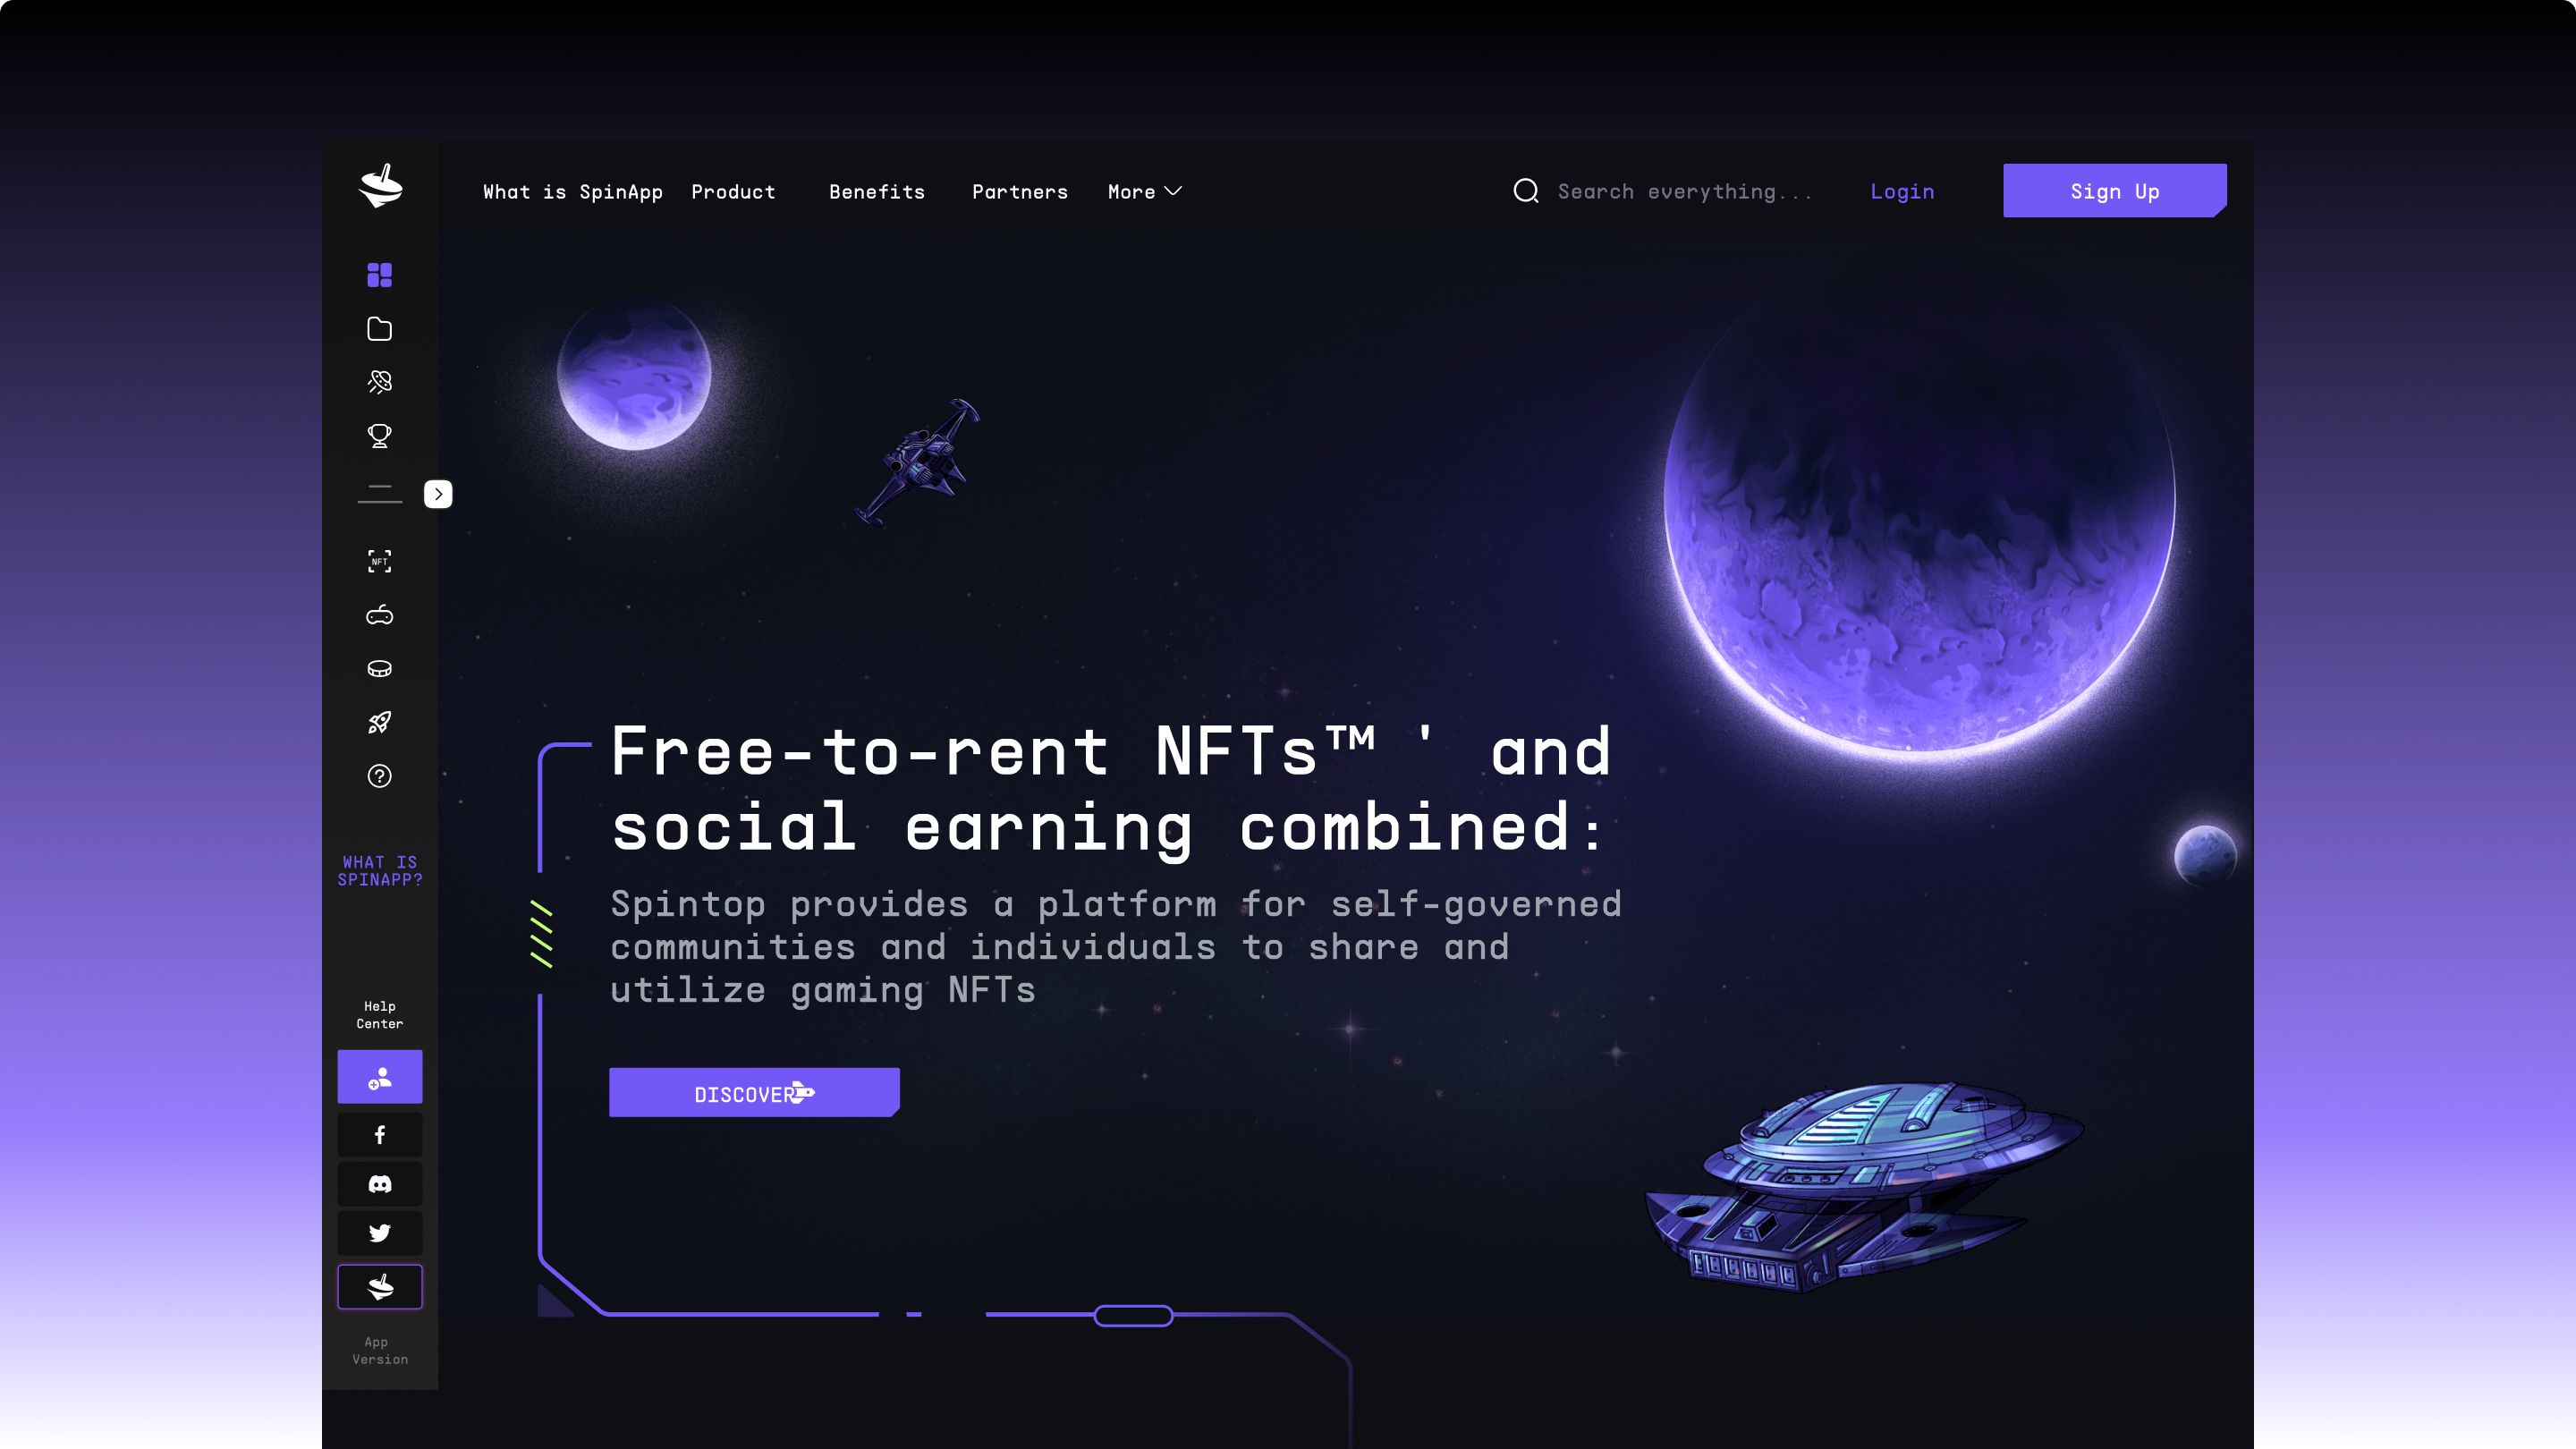 What is SpinApp Product Benefits Partners More Search everything... Login Sign Up
NFT
WHAT IS
SPINAPP?
Help
Center
App
Version
Free-to-rent NFTs™ ' and
social earning combined:
Spintop provides a platform for self-governed
communities and individuals to share and
utilize gaming NFTs
DISCOVER